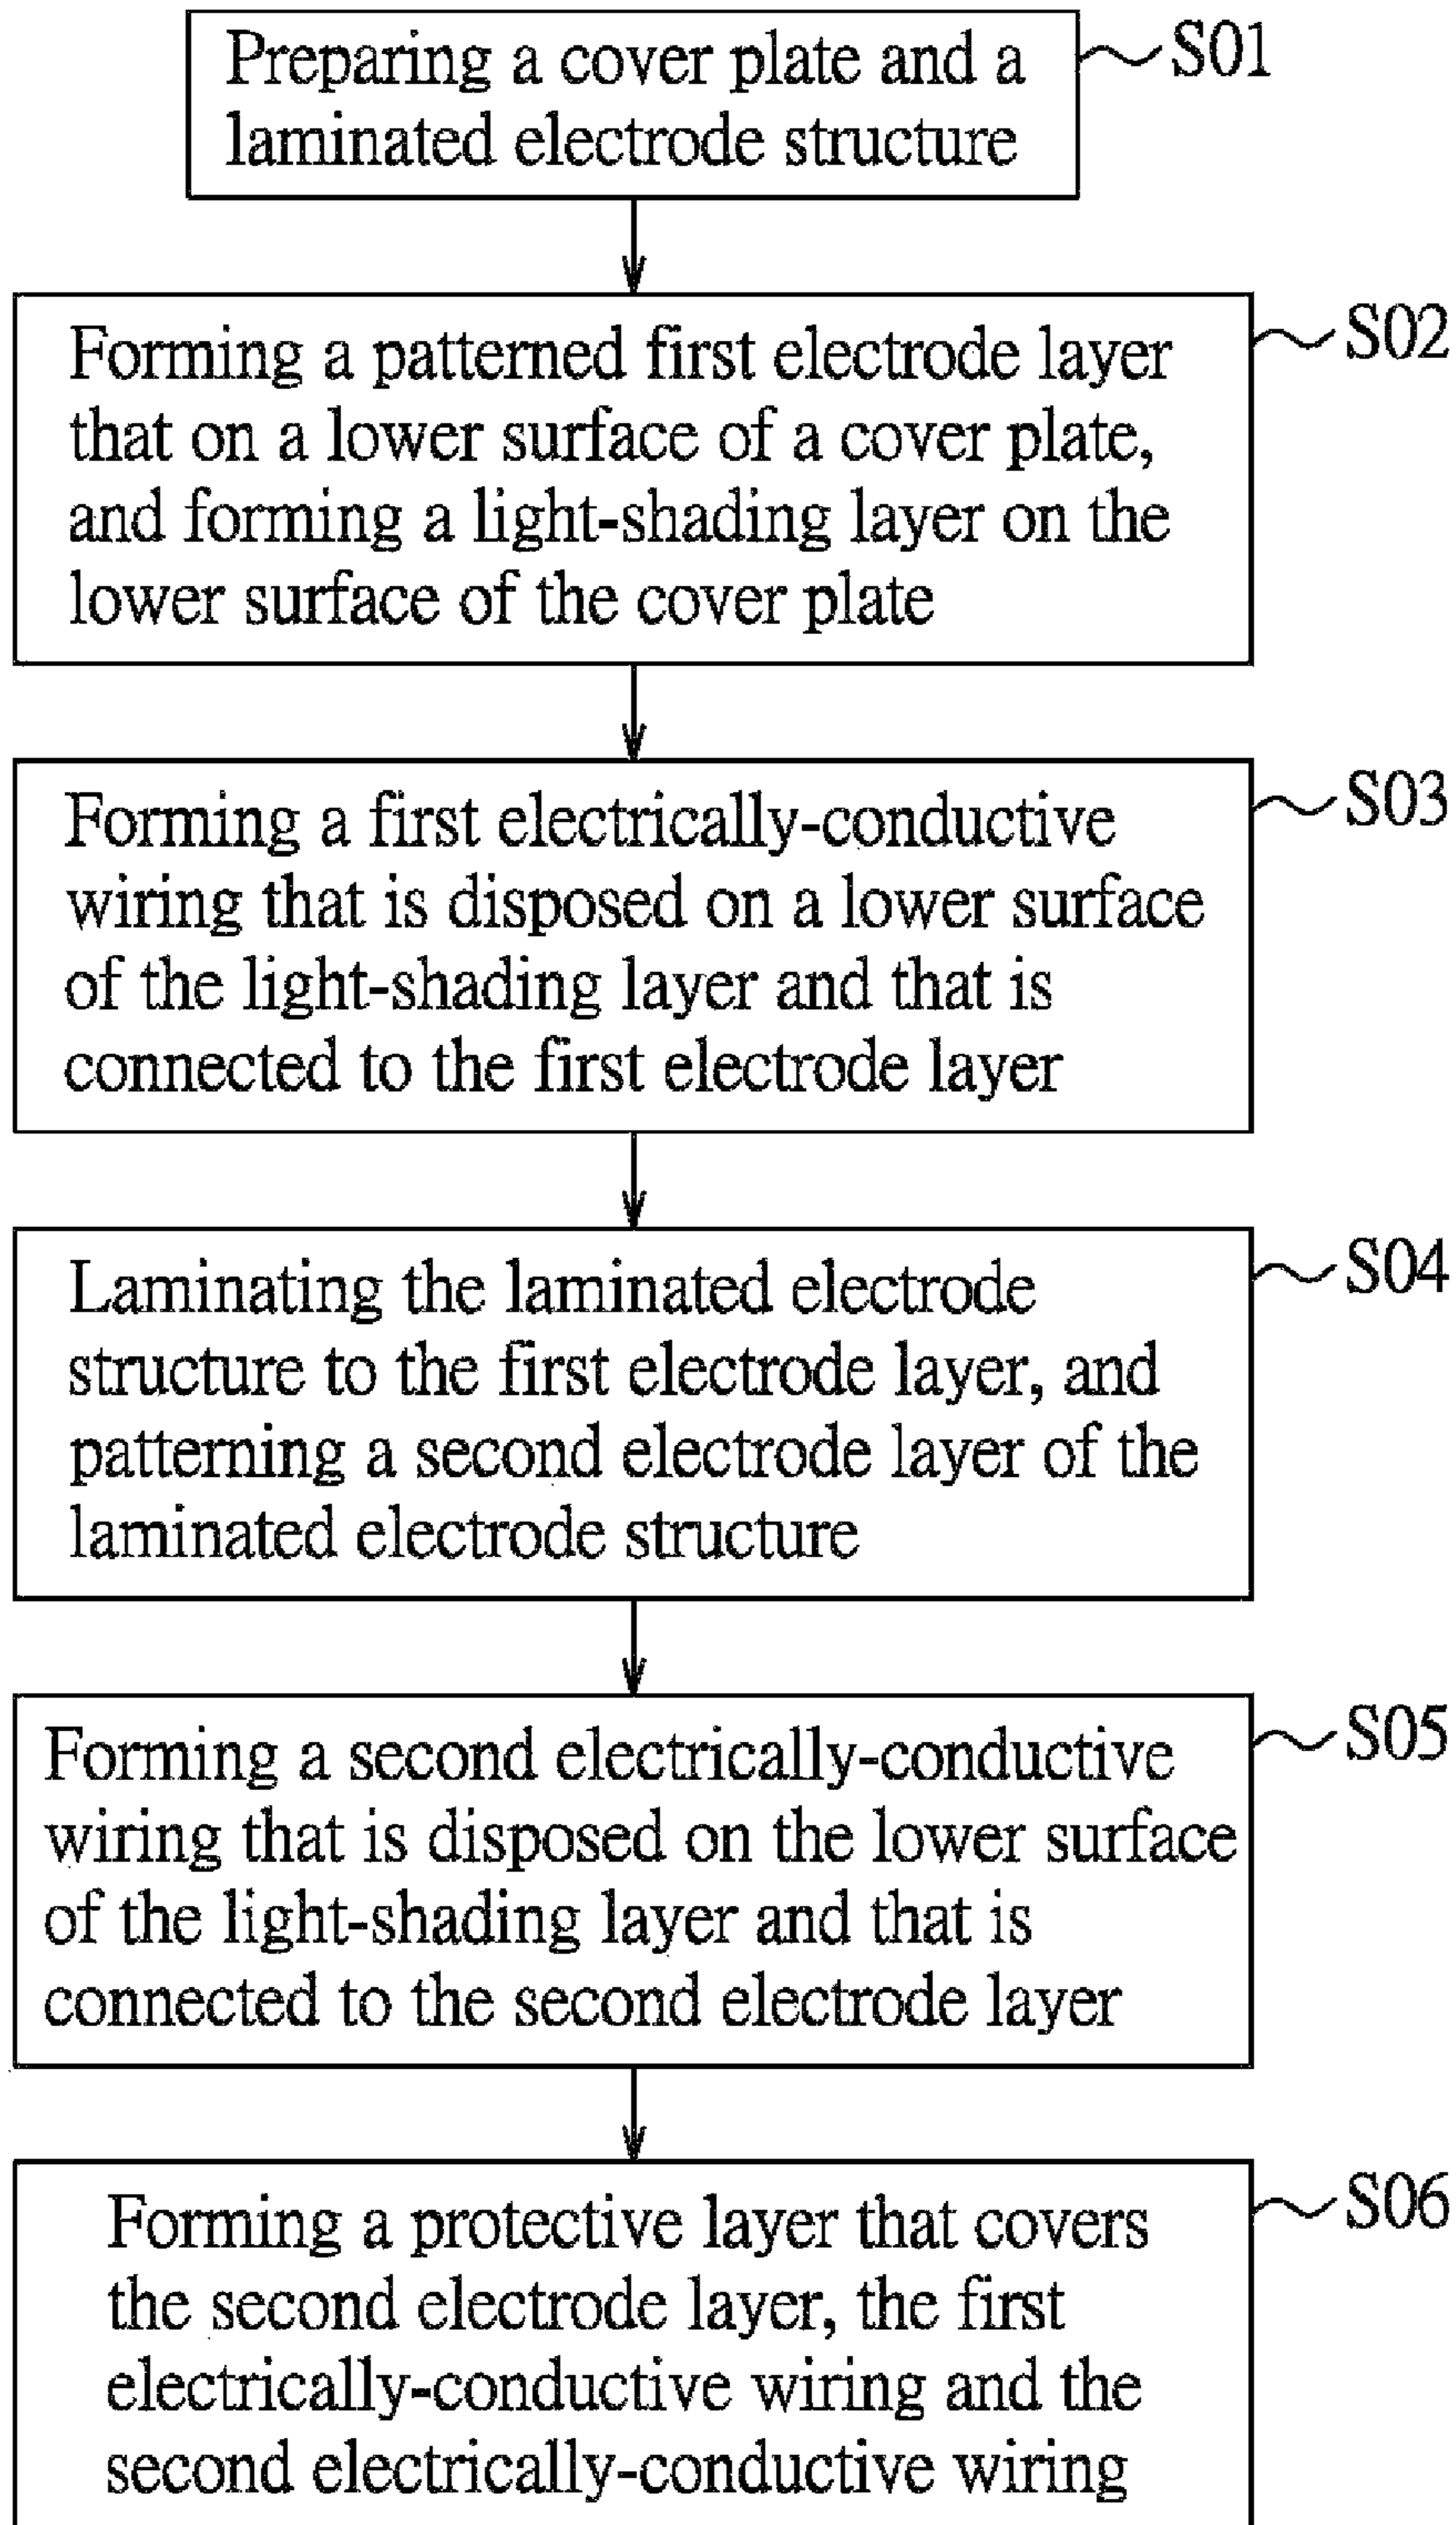 Preparing a cover plate and a
laminated electrode structure
S01
Forming a patterned first electrode layer
that on a lower surface of a cover plate,
and forming a light-shading layer on the
lower surface of the cover plate
S02
Forming a first electrically-conductive
wiring that is disposed on a lower surface
of the light-shading layer and that is
connected to the first electrode layer
S03
Laminating the laminated electrode
structure to the first electrode layer, and
patterning a second electrode layer of the
laminated electrode structure
S04
Forming a second electrically-conductive
wiring that is disposed on the lower surface
of the light-shading layer and that is
connected to the second electrode layer
S05
Forming a protective layer that covers
the second electrode layer, the first
electrically-conductive wiring and the
second electrically-conductive wiring
S06